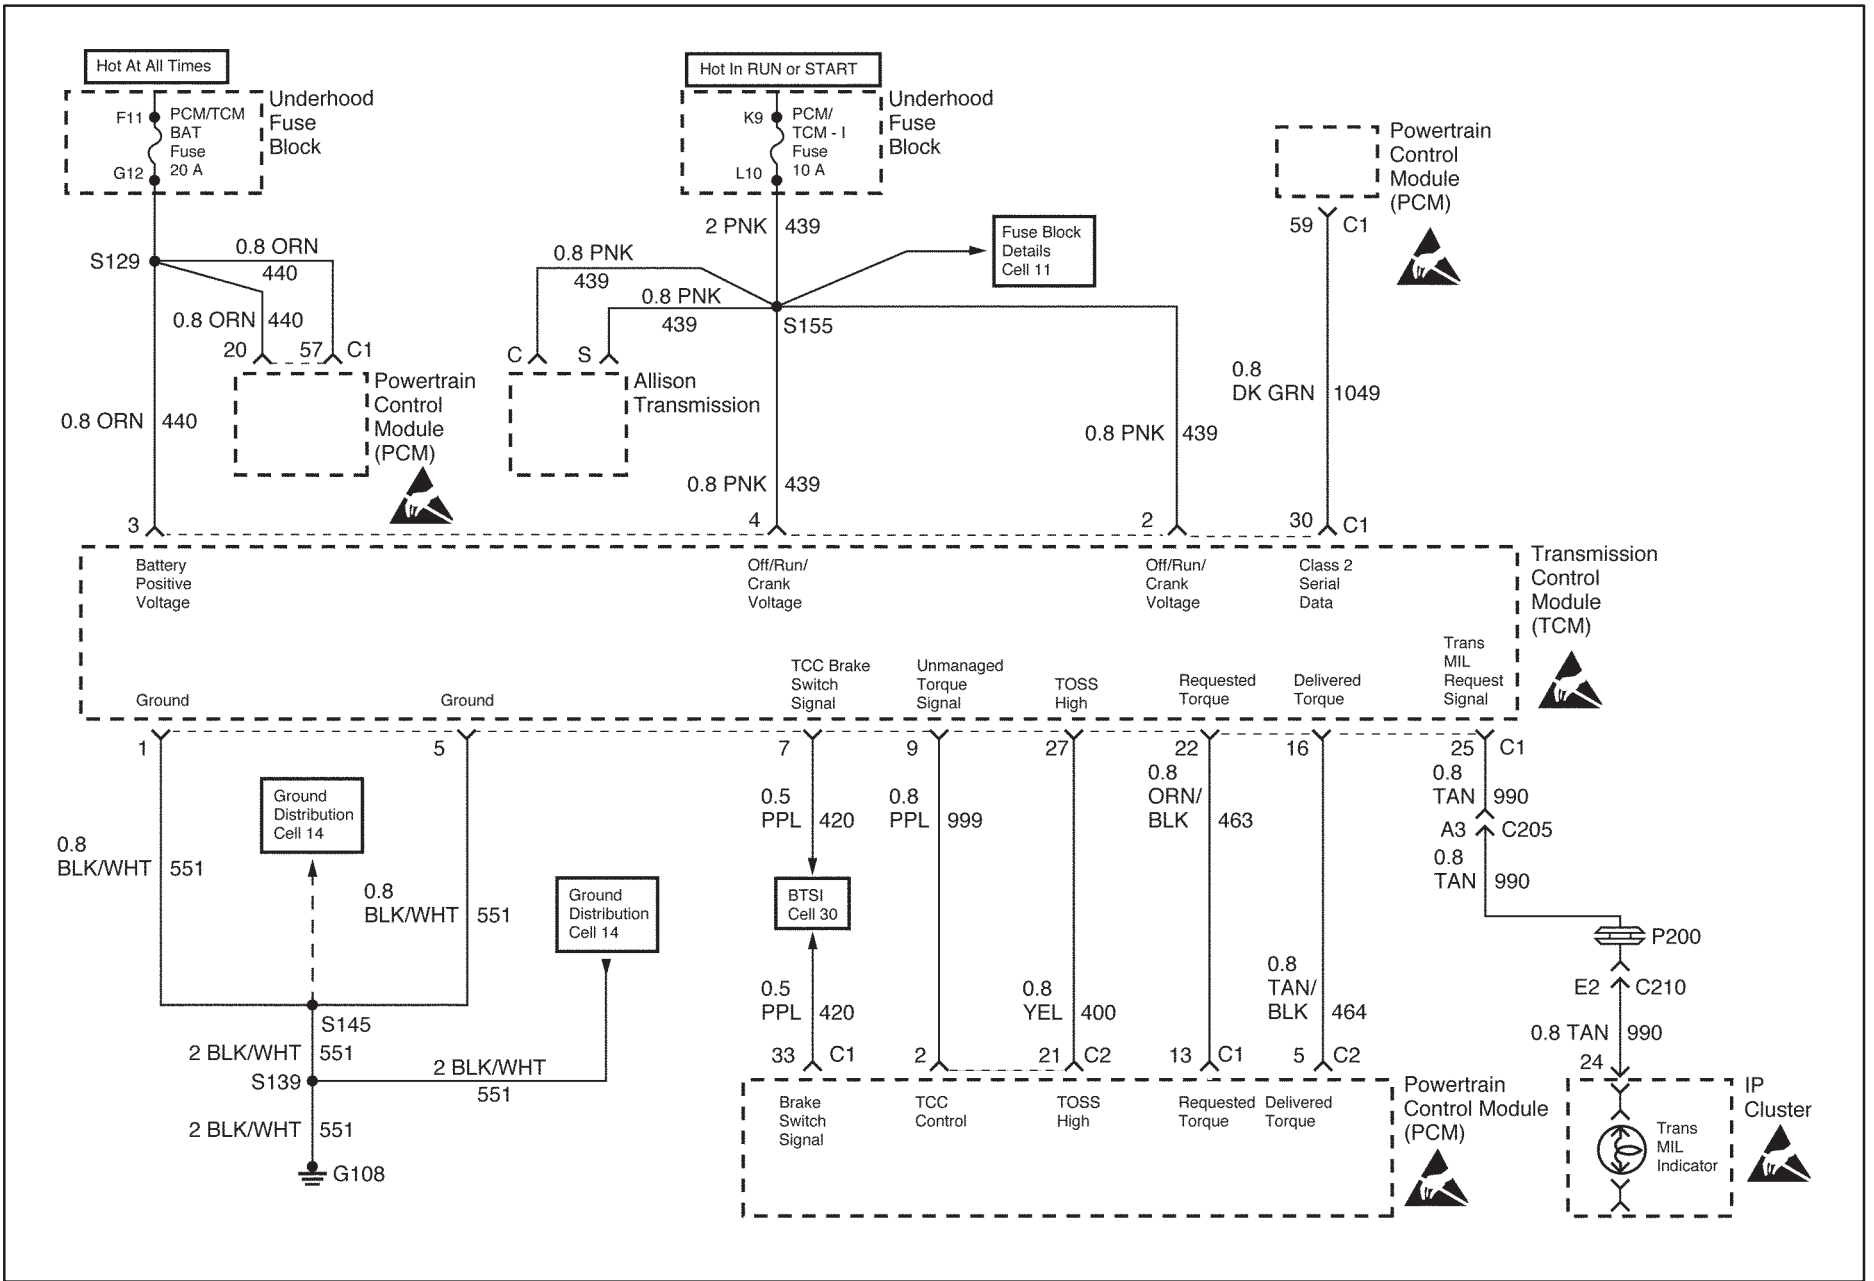 Hot At All Times
Hot In RUN or START
F11
PCM/TCM
BAT
Fuse
20 A
G12
Underhood
Fuse
Block
K9
PCM/
TCM - I
Fuse
10 A
L10
Underhood
Fuse
Block
Powertrain
Control
Module
(PCM)
59
C1
2 PNK
439
Fuse Block
Details
Cell 11
S129
0.8 ORN
440
0.8 ORN
440
20
57
C1
0.8 PNK
439
0.8 PNK
439
S155
C
S
Powertrain
Control
Module
(PCM)
Allison
Transmission
0.8
DK GRN
1049
0.8 ORN
440
0.8 PNK
439
0.8 PNK
439
3
4
2
30
C1
Battery
Positive
Voltage
Off/Run/
Crank
Voltage
Off/Run/
Crank
Voltage
Class 2
Serial
Data
Transmission
Control
Module
(TCM)
Ground
Ground
TCC Brake
Switch
Signal
Unmanaged
Torque
Signal
TOSS
High
Requested
Torque
Delivered
Torque
Trans
MIL
Request
Signal
1
5
7
9
27
22
16
25
C1
0.8
BLK/WHT
551
Ground
Distribution
Cell 14
0.8
BLK/WHT
551
Ground
Distribution
Cell 14
0.5
PPL
420
0.8
PPL
999
0.8
ORN/
BLK
463
0.8
TAN
990
A3
C205
0.8
TAN
990
BTSI
Cell 30
P200
E2
C210
0.5
PPL
420
0.8
YEL
400
0.8
TAN/
BLK
464
0.8 TAN
990
24
S145
2 BLK/WHT
551
S139
2 BLK/WHT
551
2 BLK/WHT
551
G108
33
C1
2
21
C2
13
C1
5
C2
Brake
Switch
Signal
TCC
Control
TOSS
High
Requested
Torque
Delivered
Torque
Powertrain
Control Module
(PCM)
Trans
MIL
Indicator
IP
Cluster